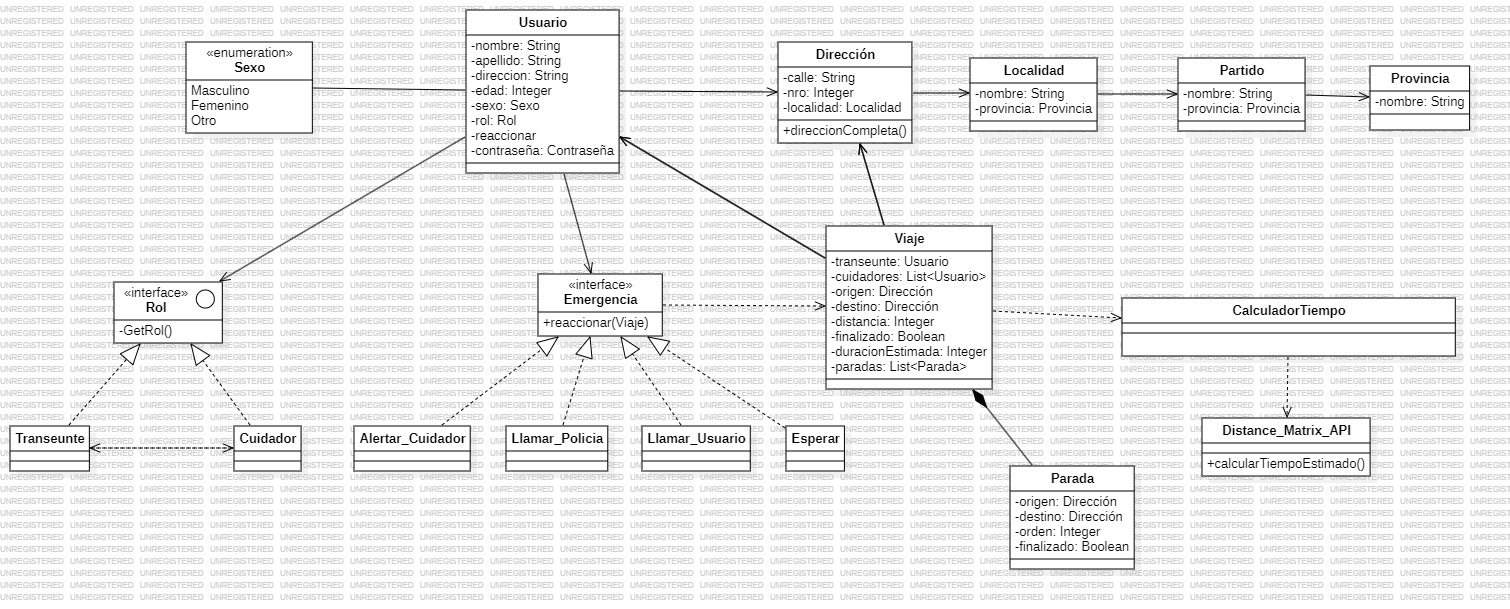 Usuario
-nombre: String
-apellido: String
-direccion: String
-edad: Integer
-sexo: Sexo
-rol: Rol
-reaccionar
-contraseña: Contraseña
«enumeration»
Sexo
Masculino
Femenino
Otro
Dirección
-calle: String
-nro: Integer
-localidad: Localidad
+direccionCompleta()
Localidad
-nombre: String
-provincia: Provincia
Partido
-nombre: String
-provincia: Provincia
Provincia
-nombre: String
«interface»
Rol
-GetRol()
«interface»
Emergencia
+reaccionar(Viaje)
Viaje
-transeunte: Usuario
-cuidadores: List<Usuario>
-origen: Dirección
-destino: Dirección
-distancia: Integer
-finalizado: Boolean
-duracionEstimada: Integer
-paradas: List<Parada>
CalculadorTiempo
Transeunte
Cuidador
Alertar_Cuidador
Llamar_Policia
Llamar_Usuario
Esperar
Distance_Matrix_API
+calcularTiempoEstimado()
Parada
-origen: Dirección
-destino: Dirección
-orden: Integer
-finalizado: Boolean
UNREGISTERED